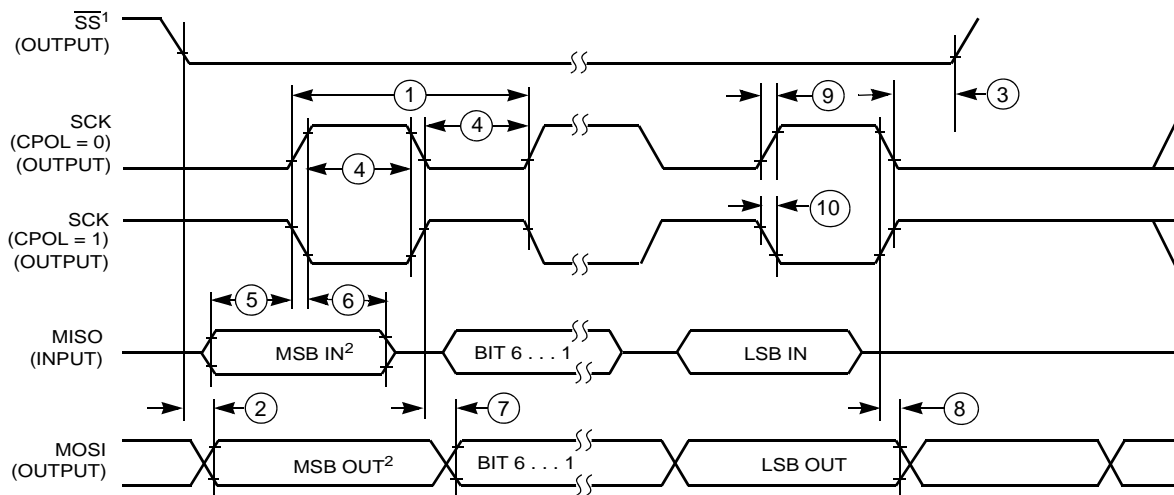 SS¹
(OUTPUT)
1
9
3
SCK
(CPOL = 0)
(OUTPUT)
4
4
SCK
(CPOL = 1)
(OUTPUT)
10
5
6
MISO
(INPUT)
MSB IN²
BIT 6 . . . 1
LSB IN
2
7
8
MOSI
(OUTPUT)
MSB OUT²
BIT 6 . . . 1
LSB OUT